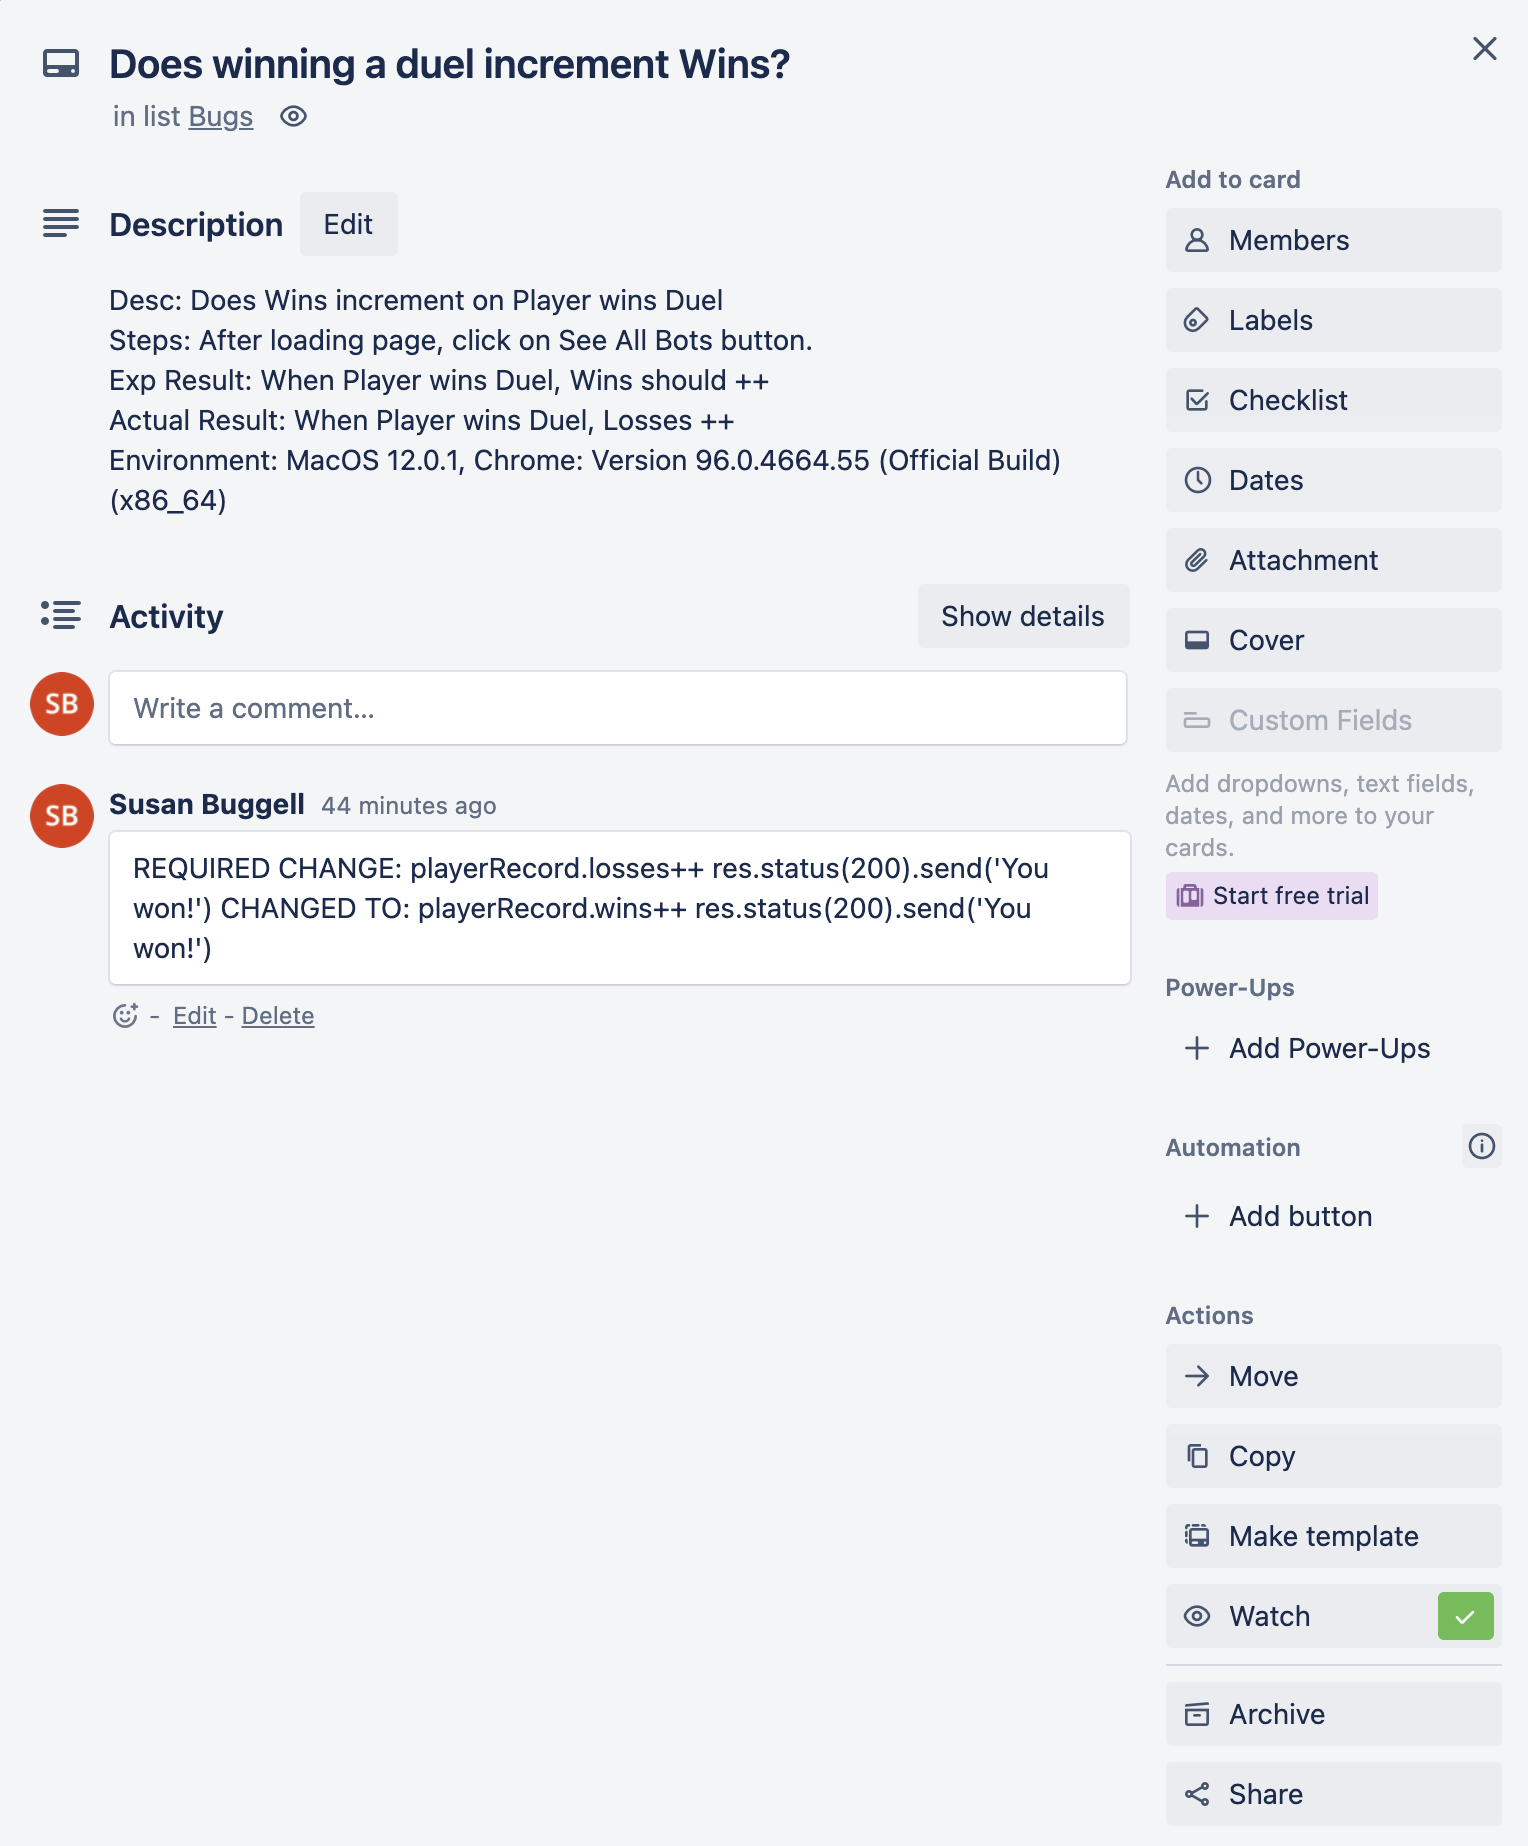 Does winning a duel increment Wins?
in list Bugs
Description Edit
Desc: Does Wins increment on Player wins Duel
Steps: After loading page, click on See All Bots button.
Exp Result: When Player wins Duel, Wins should ++
Actual Result: When Player wins Duel, Losses ++
Environment: MacOS 12.0.1, Chrome: Version 96.0.4664.55 (Official Build)
(x86_64)
Activity Show details
SB Write a comment...
SB Susan Buggell 44 minutes ago
REQUIRED CHANGE: playerRecord.losses++ res.status(200).send('You
won!') CHANGED TO: playerRecord.wins++ res.status(200).send('You
won!')
- Edit - Delete
Add to card
Members
Labels
Checklist
Dates
Attachment
Cover
Custom Fields
Add dropdowns, text fields,
dates, and more to your
cards.
Start free trial
Power-Ups
Add Power-Ups
Automation
Add button
Actions
Move
Copy
Make template
Watch
Archive
Share